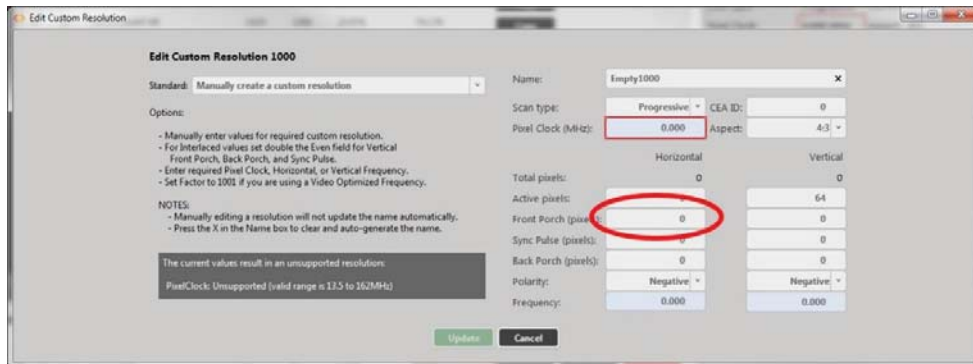 Edit Custom Resolution
Edit Custom Resolution 1000
Standard: Manually create a custom resolution
Options:
- Manually enter values for required custom resolution.
- For Interlaced values set double the Even field for Vertical
Front Porch, Back Porch, and Sync Pulse.
- Enter required Pixel Clock, Horizontal, or Vertical Frequency.
- Set Factor to 1001 if you are using a Video Optimized Frequency.
NOTES:
- Manually editing a resolution will not update the name automatically.
- Press the X in the Name box to clear and auto-generate the name.
The current values result in an unsupported resolution:
PixelClock: Unsupported (valid range is 13.5 to 162MHz)
Name: Empty1000 x
Scan type: Progressive CEA ID: 0
Pixel Clock (MHz): 0.000 Aspect: 4:3
Horizontal Vertical
Total pixels: 0 0
Active pixels: 64
Front Porch (pixels): 0 0
Sync Pulse (pixels): 0 0
Back Porch (pixels): 0 0
Polarity: Negative Negative
Frequency: 0.000 0.000
Update Cancel